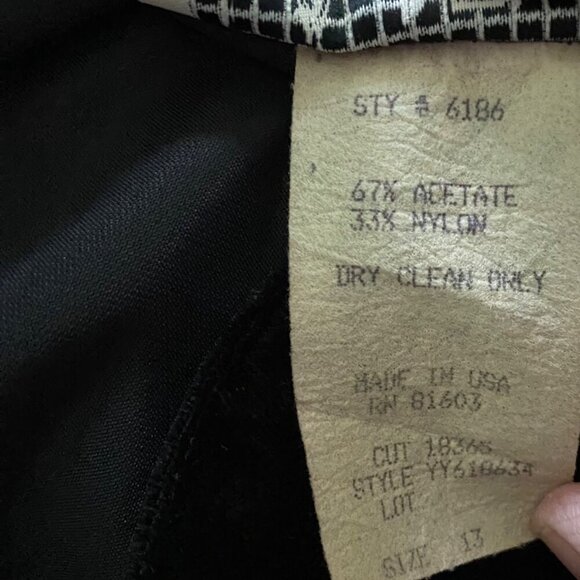 STY # 6186
67% ACETATE
33% NYLON
DRY CLEAN ONLY
MADE IN USA
RN 81603
CUT 18365
STYLE YY618634
LOT
SIZE 13